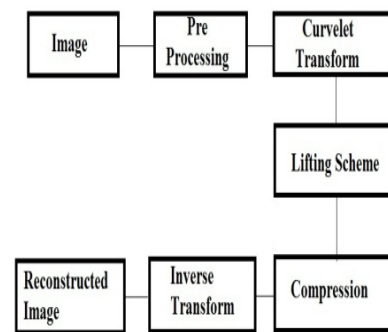 Image
Pre
Processing
Curvelet
Transform
Lifting Scheme
Compression
Inverse
Transform
Reconstructed
Image